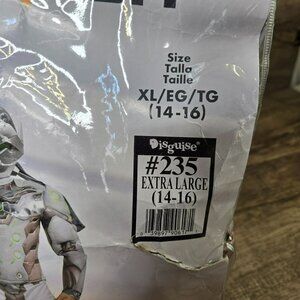 Size
Talla
Taille
XL/EG/TG
(14-16)
Disguise®
#235
EXTRA LARGE
(14-16)